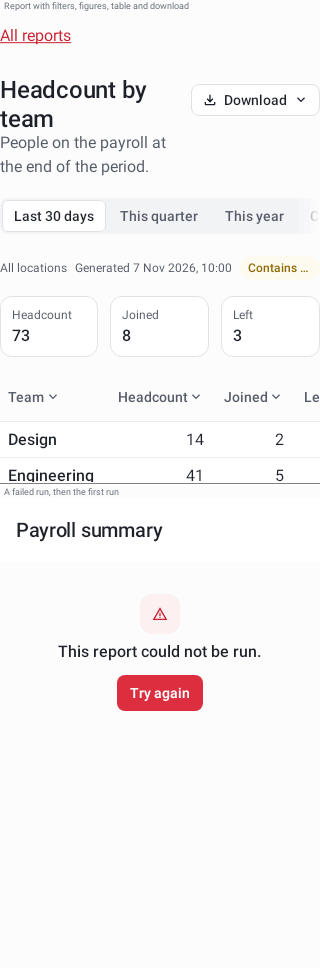 Report with filters, figures, table and download
All reports
Headcount by
team
Download
People on the payroll at
the end of the period.
Last 30 days This quarter This year
All locations Generated 7 Nov 2026, 10:00 Contains …
Headcount Joined Left
73 8 3
Team Headcount Joined Le
Design 14 2
Engineering 41 5
A failed run, then the first run
Payroll summary
This report could not be run.
Try again